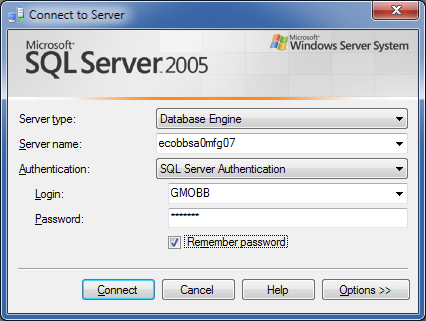 Connect to Server
Microsoft
SQL Server 2005
Microsoft
Windows Server System
Server type: Database Engine
Server name: ecobbsa0mfg07
Authentication: SQL Server Authentication
Login: GMOBB
Password: *******
Remember password
Connect Cancel Help Options >>